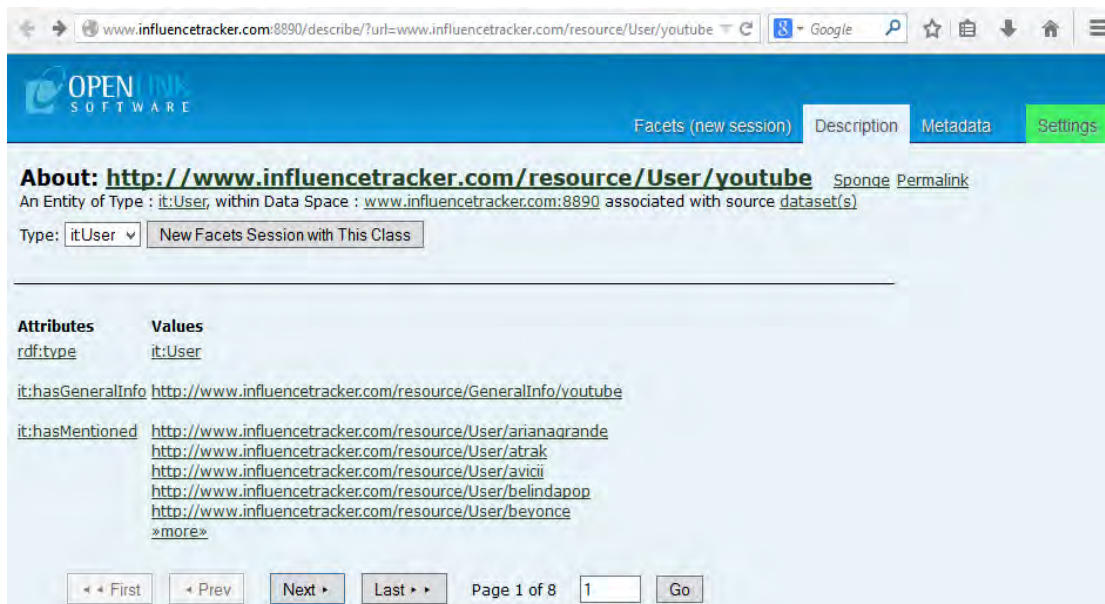 www.influencetracker.com:8890/describe/?url=www.influencetracker.com/resource/User/youtube
8 Google
OPENLINK
SOFTWARE
Facets (new session) Description Metadata Settings
About: http://www.influencetracker.com/resource/User/youtube Sponge Permalink
An Entity of Type : it:User, within Data Space : www.influencetracker.com:8890 associated with source dataset(s)
Type: it:User New Facets Session with This Class
Attributes Values
rdf:type it:User
it:hasGeneralInfo http://www.influencetracker.com/resource/GeneralInfo/youtube
it:hasMentioned http://www.influencetracker.com/resource/User/arianagrande
http://www.influencetracker.com/resource/User/atrak
http://www.influencetracker.com/resource/User/avicii
http://www.influencetracker.com/resource/User/belindapop
http://www.influencetracker.com/resource/User/beyonce
»more»
First Prev Next Last Page 1 of 8 1 Go